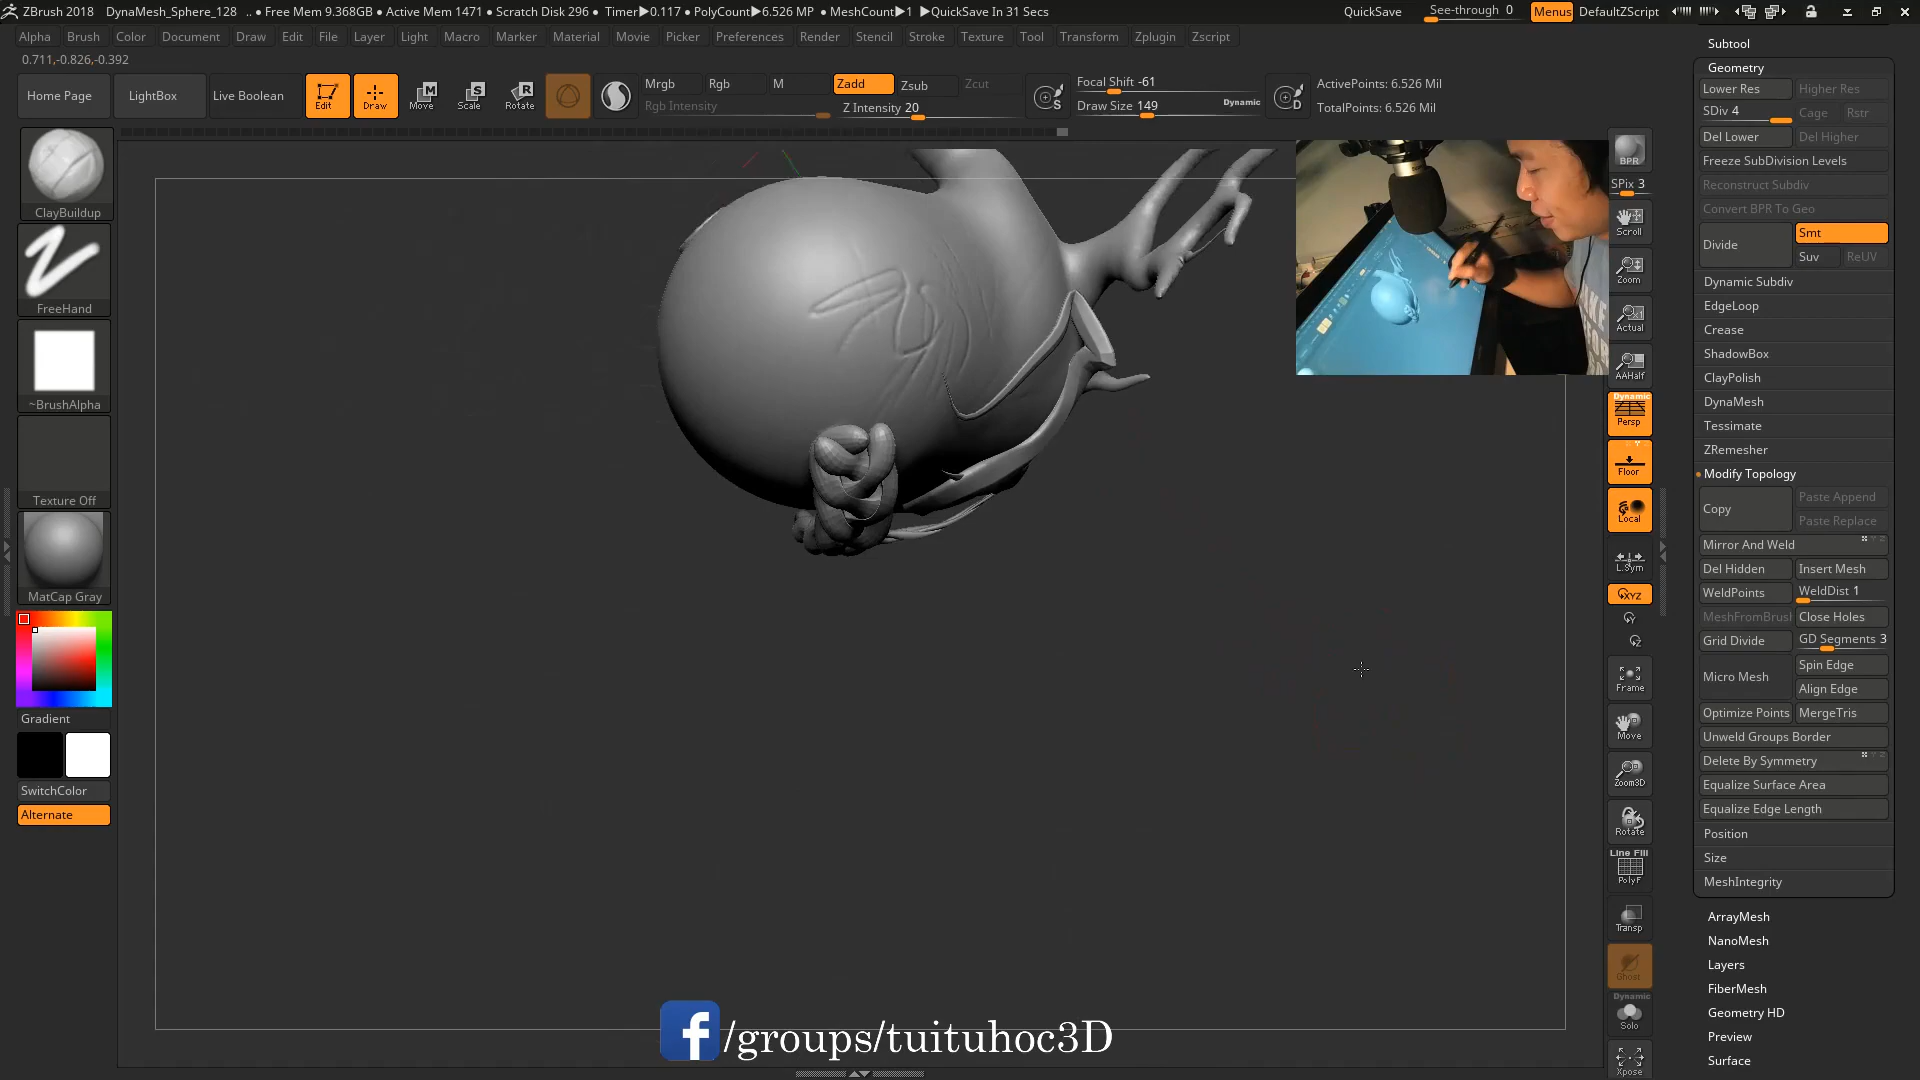 ZBrush 2018 DynaMesh_Sphere_128 .. • Free Mem 9.368GB • Active Mem 1471 • Scratch Disk 296 • Timer▶0.117 • PolyCount▶6.526 MP • MeshCount▶1 ▶QuickSave In 31 Secs QuickSave See-through 0 Menus DefaultZScript
Alpha Brush Color Document Draw Edit File Layer Light Macro Marker Material Movie Picker Preferences Render Stencil Stroke Texture Tool Transform Zplugin Zscript
0.711,-0.826,-0.392
Home Page LightBox Live Boolean Edit Draw Move Scale Rotate
Mrgb Rgb M Zadd Zsub Zcut
Rgb Intensity Z Intensity 20
Focal Shift -61
Draw Size 149 Dynamic
ActivePoints: 6.526 Mil
TotalPoints: 6.526 Mil
ClayBuildup
FreeHand
~BrushAlpha
Texture Off
MatCap Gray
Gradient
SwitchColor
Alternate
BPR
SPix 3
Scroll
Zoom
Actual
AAHalf
Dynamic
Persp
Floor
Local
L.Sym
XYZ
Y
Z
Frame
Move
Zoom3D
Rotate
Line Fill
PolyF
Transp
Ghost
Dynamic
Solo
Xpose
Subtool
Geometry
Lower Res Higher Res
SDiv 4 Cage Rstr
Del Lower Del Higher
Freeze SubDivision Levels
Reconstruct Subdiv
Convert BPR To Geo
Divide Smt
Suv ReUV
Dynamic Subdiv
EdgeLoop
Crease
ShadowBox
ClayPolish
DynaMesh
Tessimate
ZRemesher
Modify Topology
Copy Paste Append
Paste Replace
Mirror And Weld
Del Hidden Insert Mesh
WeldPoints WeldDist 1
MeshFromBrus Close Holes
Grid Divide GD Segments 3
Micro Mesh Spin Edge
Align Edge
Optimize Points MergeTris
Unweld Groups Border
Delete By Symmetry
Equalize Surface Area
Equalize Edge Length
Position
Size
MeshIntegrity
ArrayMesh
NanoMesh
Layers
FiberMesh
Geometry HD
Preview
Surface
f/groups/tuituhoc3D